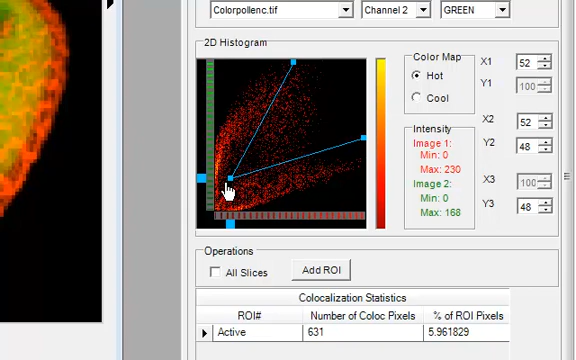 Colorpollenc.tif Channel 2 GREEN
2D Histogram
Color Map
Hot
Cool
X1 52
Y1 100
X2 52
Y2 48
X3 100
Y3 48
Intensity
Image 1:
Min: 0
Max: 230
Image 2:
Min: 0
Max: 168
Operations
All Slices Add ROI
Colocalization Statistics
ROI# Number of Coloc Pixels % of ROI Pixels
Active 631 5.961829